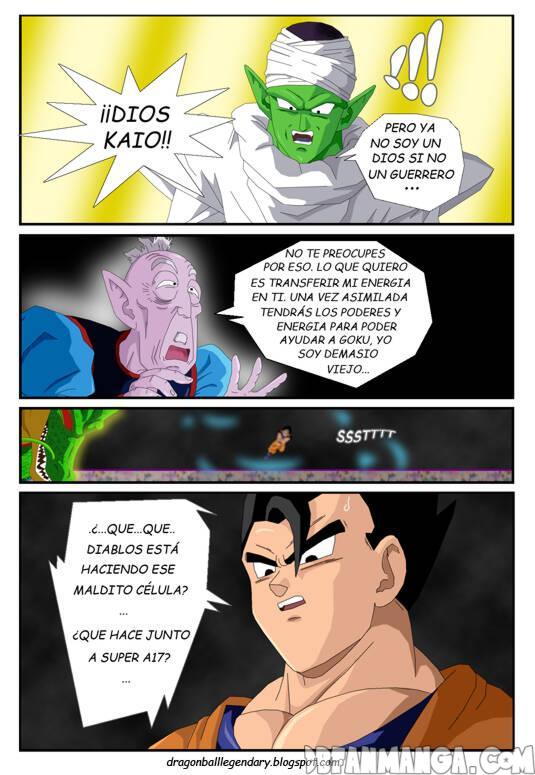 ¡¡DIOS
KAIO!!
!!!
PERO YA
NO SOY UN
DIOS SI NO
UN GUERRERO
...
NO TE PREOCUPES
POR ESO. LO QUE QUIERO
ES TRANSFERIR MI ENERGIA
EN TI. UNA VEZ ASIMILADA
TENDRÁS LOS PODERES Y
ENERGIA PARA PODER
AYUDAR A GOKU, YO
SOY DEMASIO
VIEJO...
SSSTTTT
¿...QUE...QUE..
DIABLOS ESTÁ
HACIENDO ESE
MALDITO CÉLULA?
...
¿QUE HACE JUNTO
A SUPER A17?
...
dragonballlegendary.blogspot.com
DBFANMANGA.COM